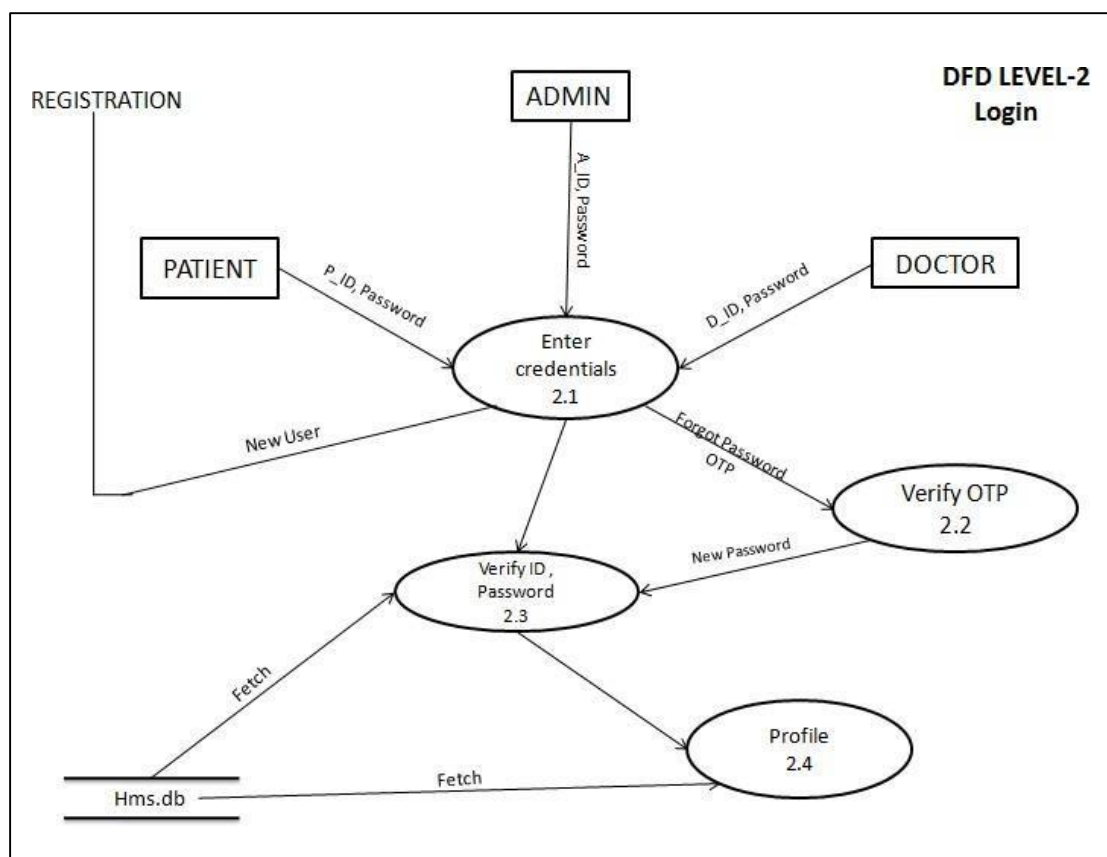 DFD LEVEL-2
Login
REGISTRATION
ADMIN
A_ID, Password
PATIENT
P_ID, Password
DOCTOR
D_ID, Password
Enter
credentials
2.1
New User
Forgot Password
OTP
Verify OTP
2.2
New Password
Verify ID ,
Password
2.3
Fetch
Profile
2.4
Fetch
Hms.db